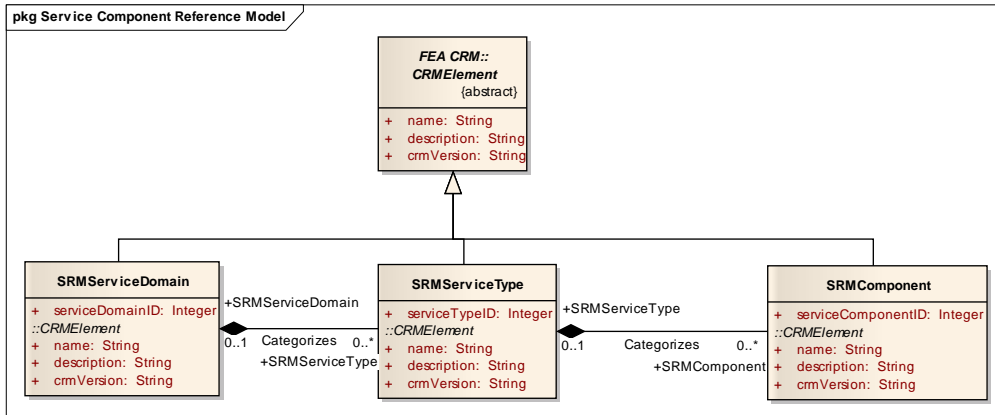 pkg Service Component Reference Model
FEA CRM::
CRMElement
{abstract}
+ name: String
+ description: String
+ crmVersion: String
SRMServiceDomain
+ serviceDomainID: Integer
::CRMElement
+ name: String
+ description: String
+ crmVersion: String
+SRMServiceDomain
0..1 Categorizes 0..*
+SRMServiceType
SRMServiceType
+ serviceTypeID: Integer
::CRMElement
+ name: String
+ description: String
+ crmVersion: String
+SRMServiceType
0..1 Categorizes 0..*
+SRMComponent
SRMComponent
+ serviceComponentID: Integer
::CRMElement
+ name: String
+ description: String
+ crmVersion: String